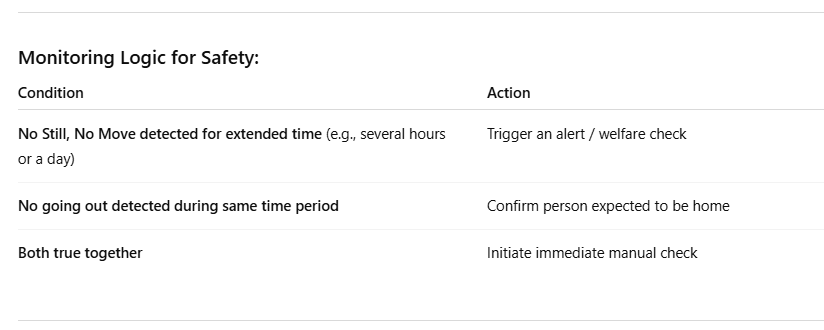 Monitoring Logic for Safety:
Condition Action
No Still, No Move detected for extended time (e.g., several hours Trigger an alert / welfare check
or a day)
No going out detected during same time period Confirm person expected to be home
Both true together Initiate immediate manual check